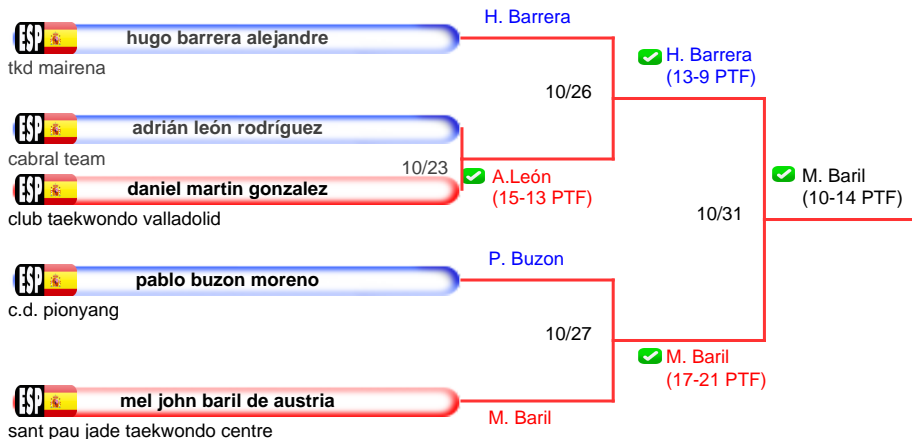 H. Barrera
ESP hugo barrera alejandre
tkd mairena
H. Barrera
(13-9 PTF)
10/26
ESP adrián león rodríguez
cabral team
10/23
A.León
(15-13 PTF)
ESP daniel martin gonzalez
club taekwondo valladolid
M. Baril
(10-14 PTF)
10/31
P. Buzon
ESP pablo buzon moreno
c.d. pionyang
10/27
M. Baril
(17-21 PTF)
ESP mel john baril de austria
M. Baril
sant pau jade taekwondo centre